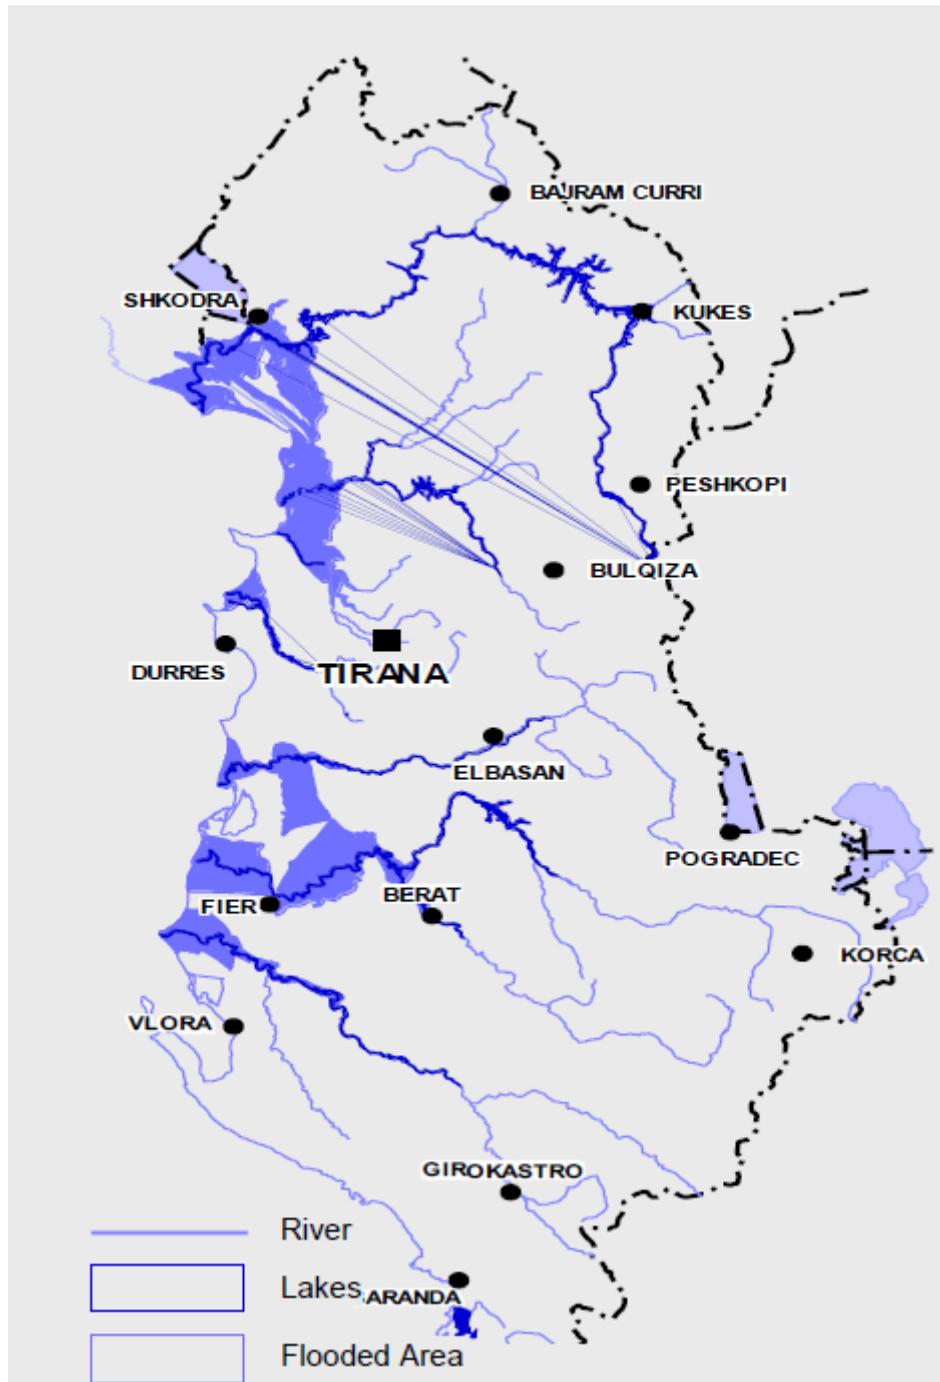 BAJRAM CURRI
SHKODRA
KUKES
PESHKOPI
BULQIZA
TIRANA
DURRES
ELBASAN
POGRADEC
BERAT
FIER
KORCA
VLORA
GIROKASTRO
River
Lakes
ARANDA
Flooded Area